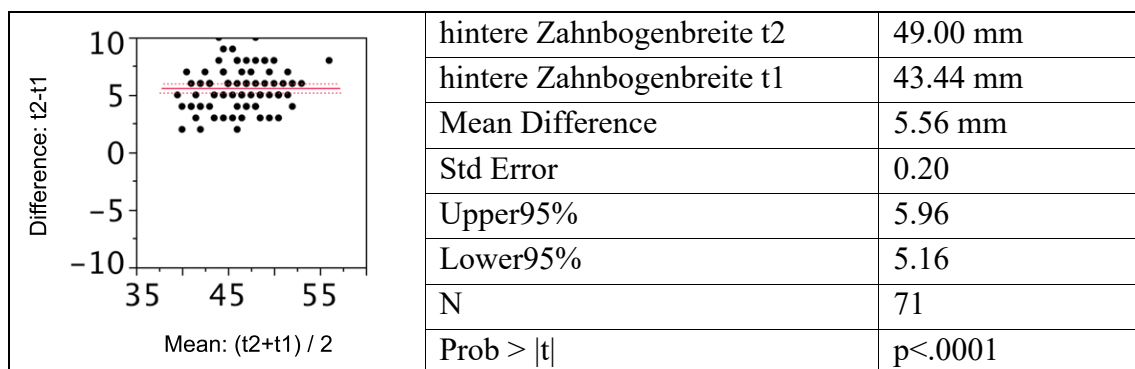 10
5
0
−5
−10
Difference: t2-t1
35 45 55
Mean: (t2+t1) / 2
hintere Zahnbogenbreite t2 49.00 mm
hintere Zahnbogenbreite t1 43.44 mm
Mean Difference 5.56 mm
Std Error 0.20
Upper95% 5.96
Lower95% 5.16
N 71
Prob > |t| p<.0001